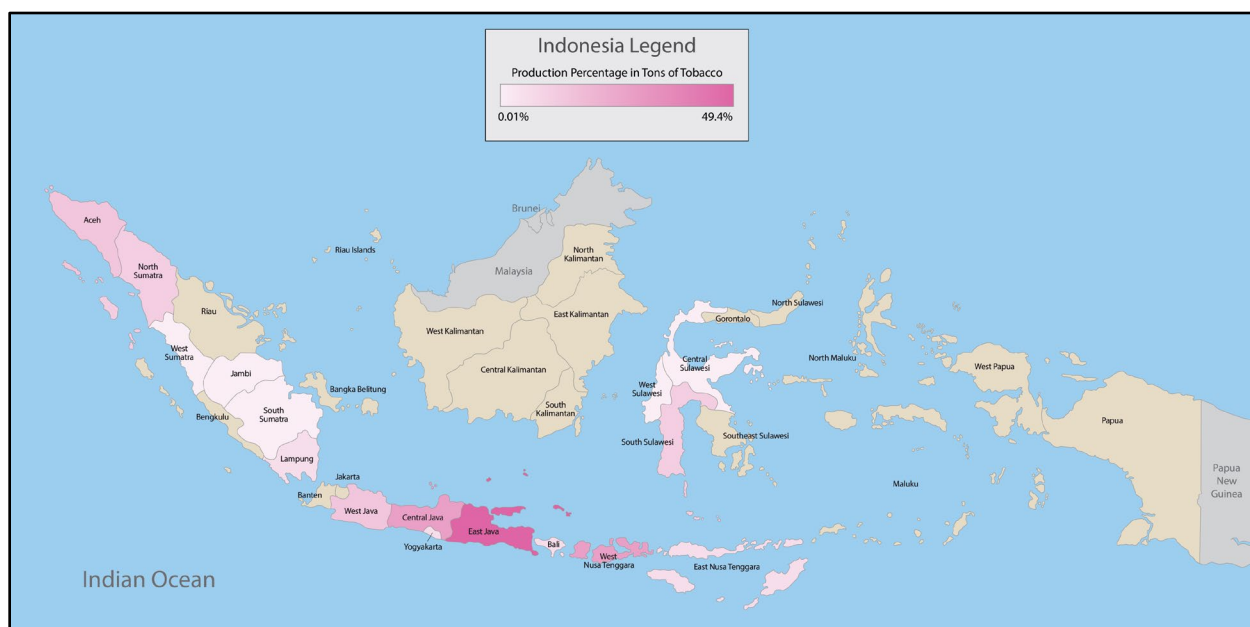 Indonesia Legend
Production Percentage in Tons of Tobacco
0.01%
49.4%
Brunei
Malaysia
Aceh
North
Sumatra
Riau Islands
North
Kalimantan
Riau
West Kalimantan
East Kalimantan
Gorontalo
North Sulawesi
West
Sumatra
Jambi
Central Kalimantan
Central
Sulawesi
North Maluku
West Papua
Bangka Belitung
West
Sulawesi
Bengkulu
South
Sumatra
South
Kalimantan
Papua
South Sulawesi
Southeast Sulawesi
Lampung
Jakarta
Banten
Maluku
Papua
New
Guinea
West Java
Central Java
East Java
Yogyakarta
Bali
West
Nusa Tenggara
East Nusa Tenggara
Indian Ocean